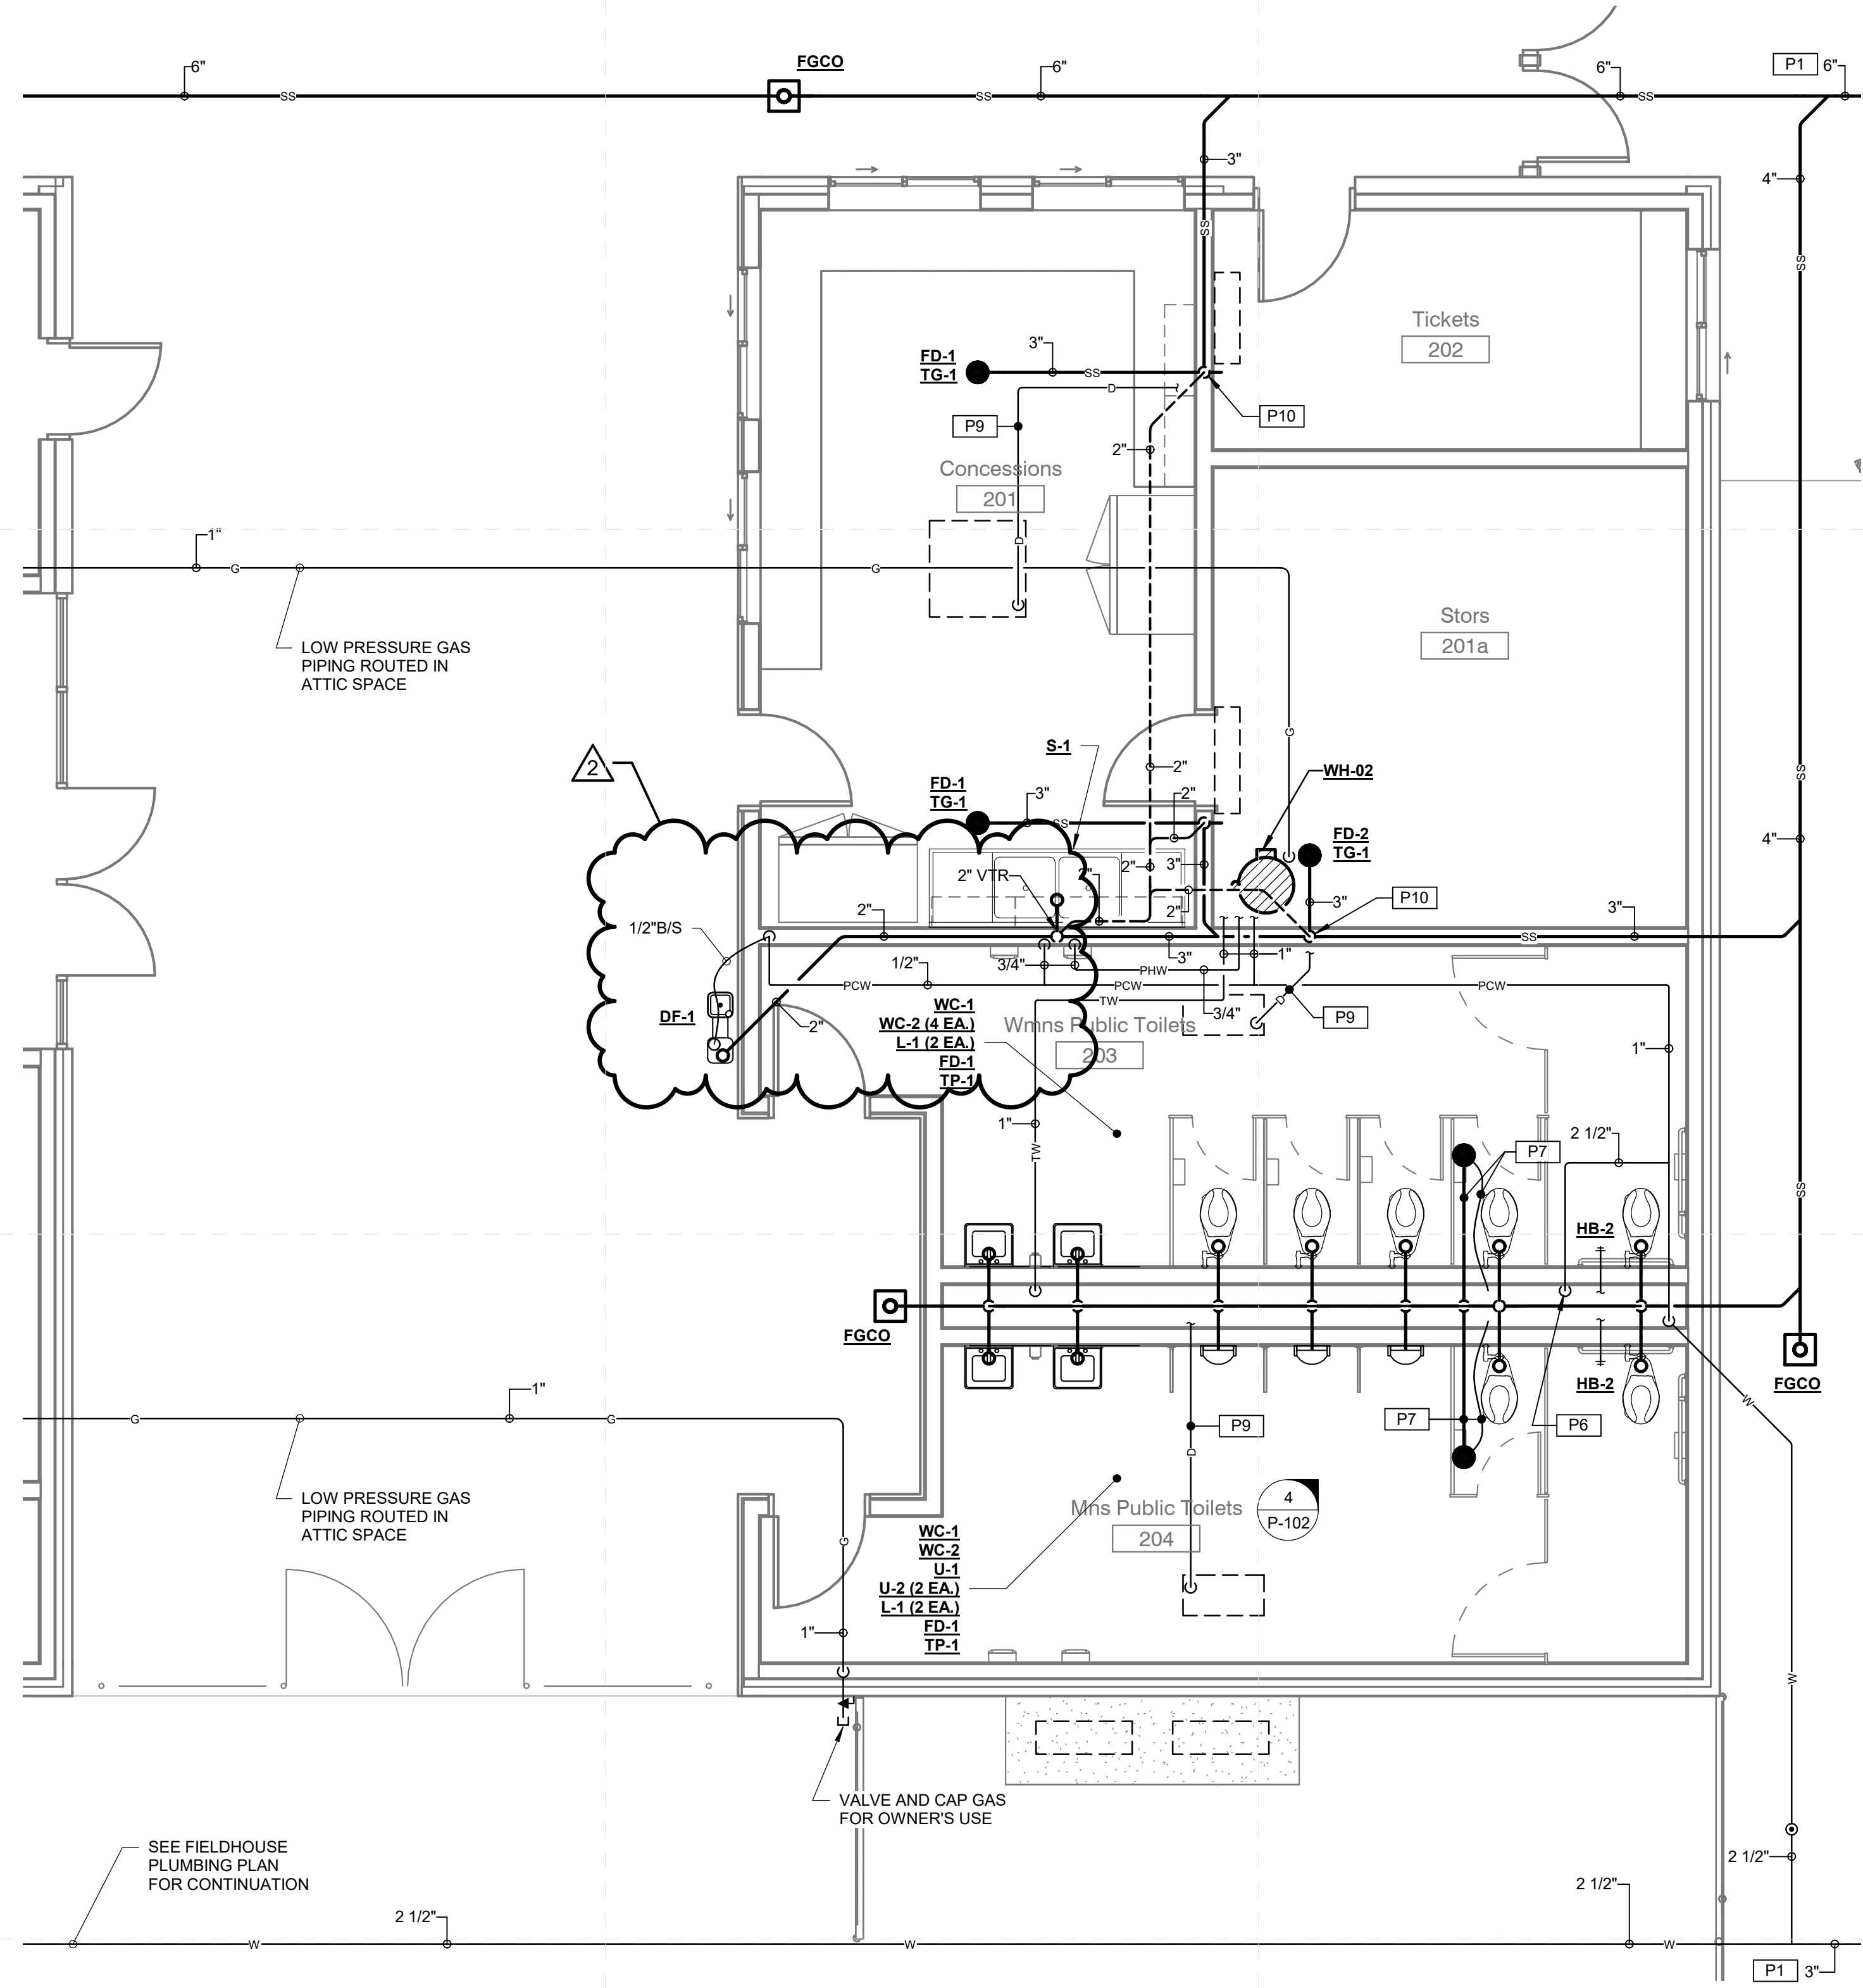 FGCO
6"
6"
6"
P1 6"
SS
SS
SS
3"
4"
SS
SS
Tickets
202
FD-1
TG-1
3"
SS
D
P9
P10
2"
Concessions
201
D
1"
G
G
LOW PRESSURE GAS
PIPING ROUTED IN
ATTIC SPACE
Stors
201a
G
2
S-1
2"
WH-02
SS
FD-1
TG-1
3"
2"
SS
FD-2
TG-1
4"
2"
3"
2" VTR
2"
3"
P10
1/2"B/S
2"
3"
SS
3"
1"
1/2"
3/4"
PHW
PCW
PCW
PCW
TW
3/4"
D
P9
DF-1
2"
WC-1
WC-2 (4 EA.)
L-1 (2 EA.)
FD-1
TP-1
Wmns Public Toilets
203
1"
1"
TW
2 1/2"
P7
SS
HB-2
FGCO
HB-2
FGCO
W
1"
G
G
P9
P7
P6
D
LOW PRESSURE GAS
PIPING ROUTED IN
ATTIC SPACE
G
4
P-102
Mns Public Toilets
204
WC-1
WC-2
U-1
U-2 (2 EA.)
L-1 (2 EA.)
FD-1
TP-1
1"
W
VALVE AND CAP GAS
FOR OWNER'S USE
SEE FIELDHOUSE
PLUMBING PLAN
FOR CONTINUATION
2 1/2"
2 1/2"
2 1/2"
W
W
W
P1 3"